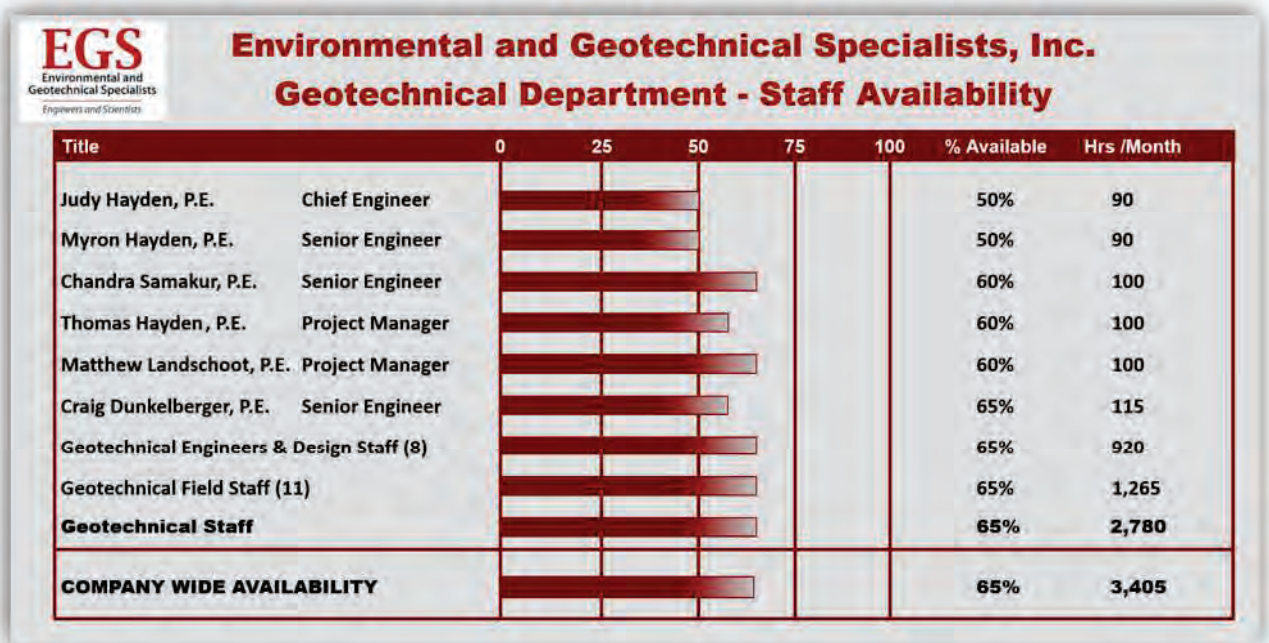 EGS
Environmental and
Geotechnical Specialists
Engineers and Scientists
Environmental and Geotechnical Specialists, Inc.
Geotechnical Department - Staff Availability
Title 0 25 50 75 100 % Available Hrs /Month
Judy Hayden, P.E. Chief Engineer 50% 90
Myron Hayden, P.E. Senior Engineer 50% 90
Chandra Samakur, P.E. Senior Engineer 60% 100
Thomas Hayden, P.E. Project Manager 60% 100
Matthew Landschoot, P.E. Project Manager 60% 100
Craig Dunkelberger, P.E. Senior Engineer 65% 115
Geotechnical Engineers & Design Staff (8) 65% 920
Geotechnical Field Staff (11) 65% 1,265
Geotechnical Staff 65% 2,780
COMPANY WIDE AVAILABILITY 65% 3,405